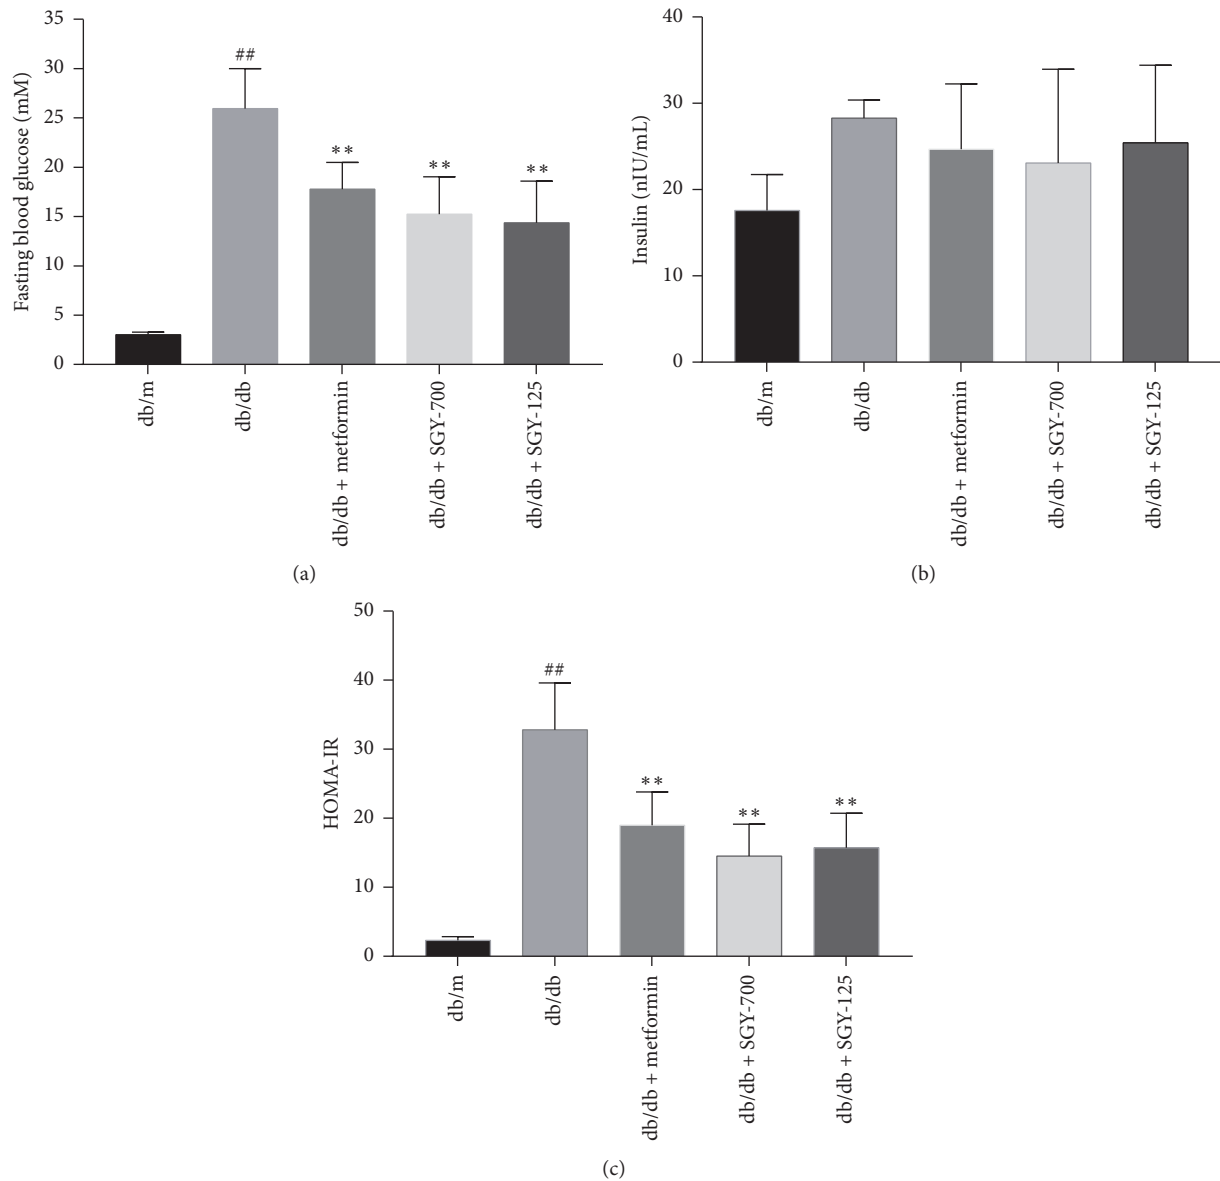 Fasting blood glucose (mM)
35
30
25
20
15
10
5
0
##
**
**
**
db/m
db/db
db/db + metformin
db/db + SGY-700
db/db + SGY-125
(a)
Insulin (nIU/mL)
40
30
20
10
0
db/m
db/db
db/db + metformin
db/db + SGY-700
db/db + SGY-125
(b)
HOMA-IR
50
40
30
20
10
0
##
**
**
**
db/m
db/db
db/db + metformin
db/db + SGY-700
db/db + SGY-125
(c)